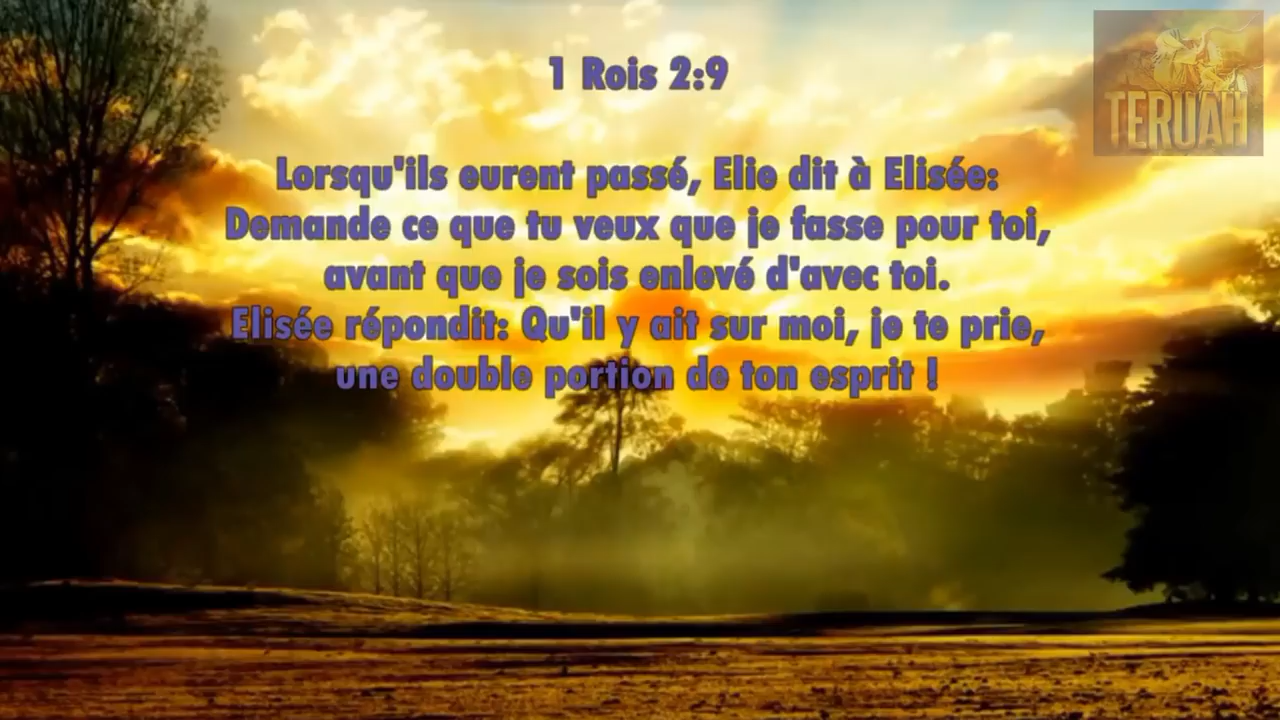 1 Rois 2:9
TERUAH
Lorsqu'ils eurent passé, Elie dit à Elisée:
Demande ce que tu veux que je fasse pour toi,
avant que je sois enlevé d'avec toi.
Elisée répondit: Qu'il y ait sur moi, je te prie,
une double portion de ton esprit !